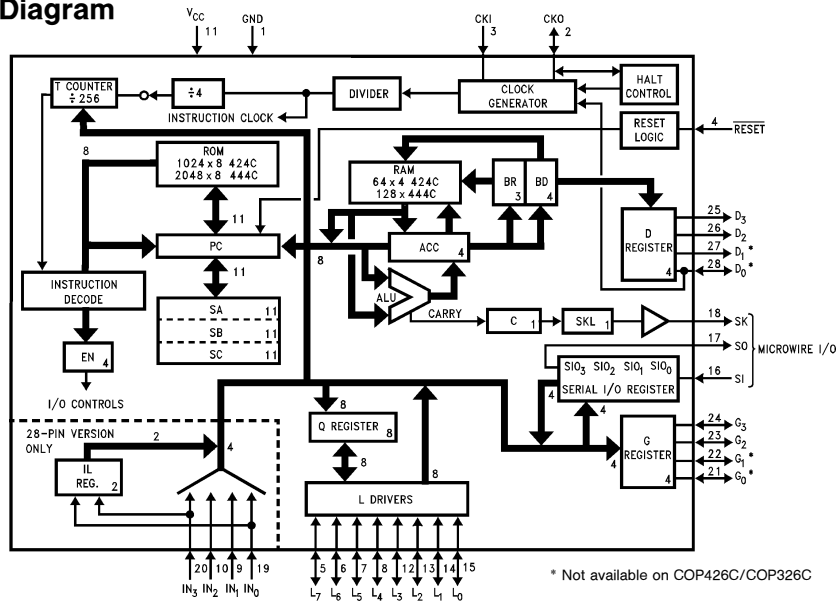 Diagram
VCC
11
GND
1
CKI
3
CKO
2
T COUNTER
÷ 256
÷4
DIVIDER
CLOCK
GENERATOR
HALT
CONTROL
INSTRUCTION CLOCK
RESET
LOGIC
4
RESET
8
ROM
1024 x 8 424C
2048 x 8 444C
RAM
64 x 4 424C
128 x 444C
BR
3
BD
4
11
PC
8
ACC
4
D
REGISTER
4
25 D3
26 D2
27 D1*
28 D0*
11
INSTRUCTION
DECODE
SA 11
SB 11
SC 11
ALU
CARRY
C 1
SKL 1
18 SK
17 SO
16 SI
MICROWIRE I/O
EN 4
I/O CONTROLS
SIO3 SIO2 SIO1 SIO0
SERIAL I/O REGISTER
4
4
28-PIN VERSION
ONLY
2
4
IL
REG. 2
8
Q REGISTER
8
8
8
L DRIVERS
G
REGISTER
4
4
24 G3
23 G2
22 G1*
21 G0*
20 10 9 19
IN3 IN2 IN1 IN0
5 6 7 8 12 13 14 15
L7 L6 L5 L4 L3 L2 L1 L0
* Not available on COP426C/COP326C